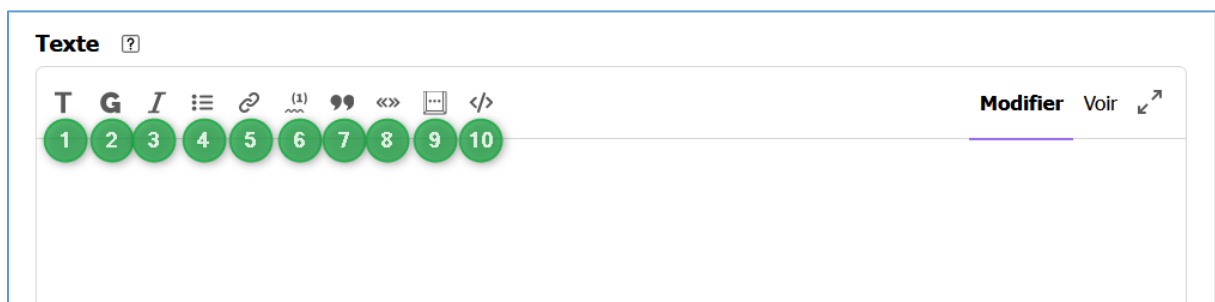 Texte ?
T G I (1) ❟❟ «» ... </> Modifier Voir
1 2 3 4 5 6 7 8 9 10